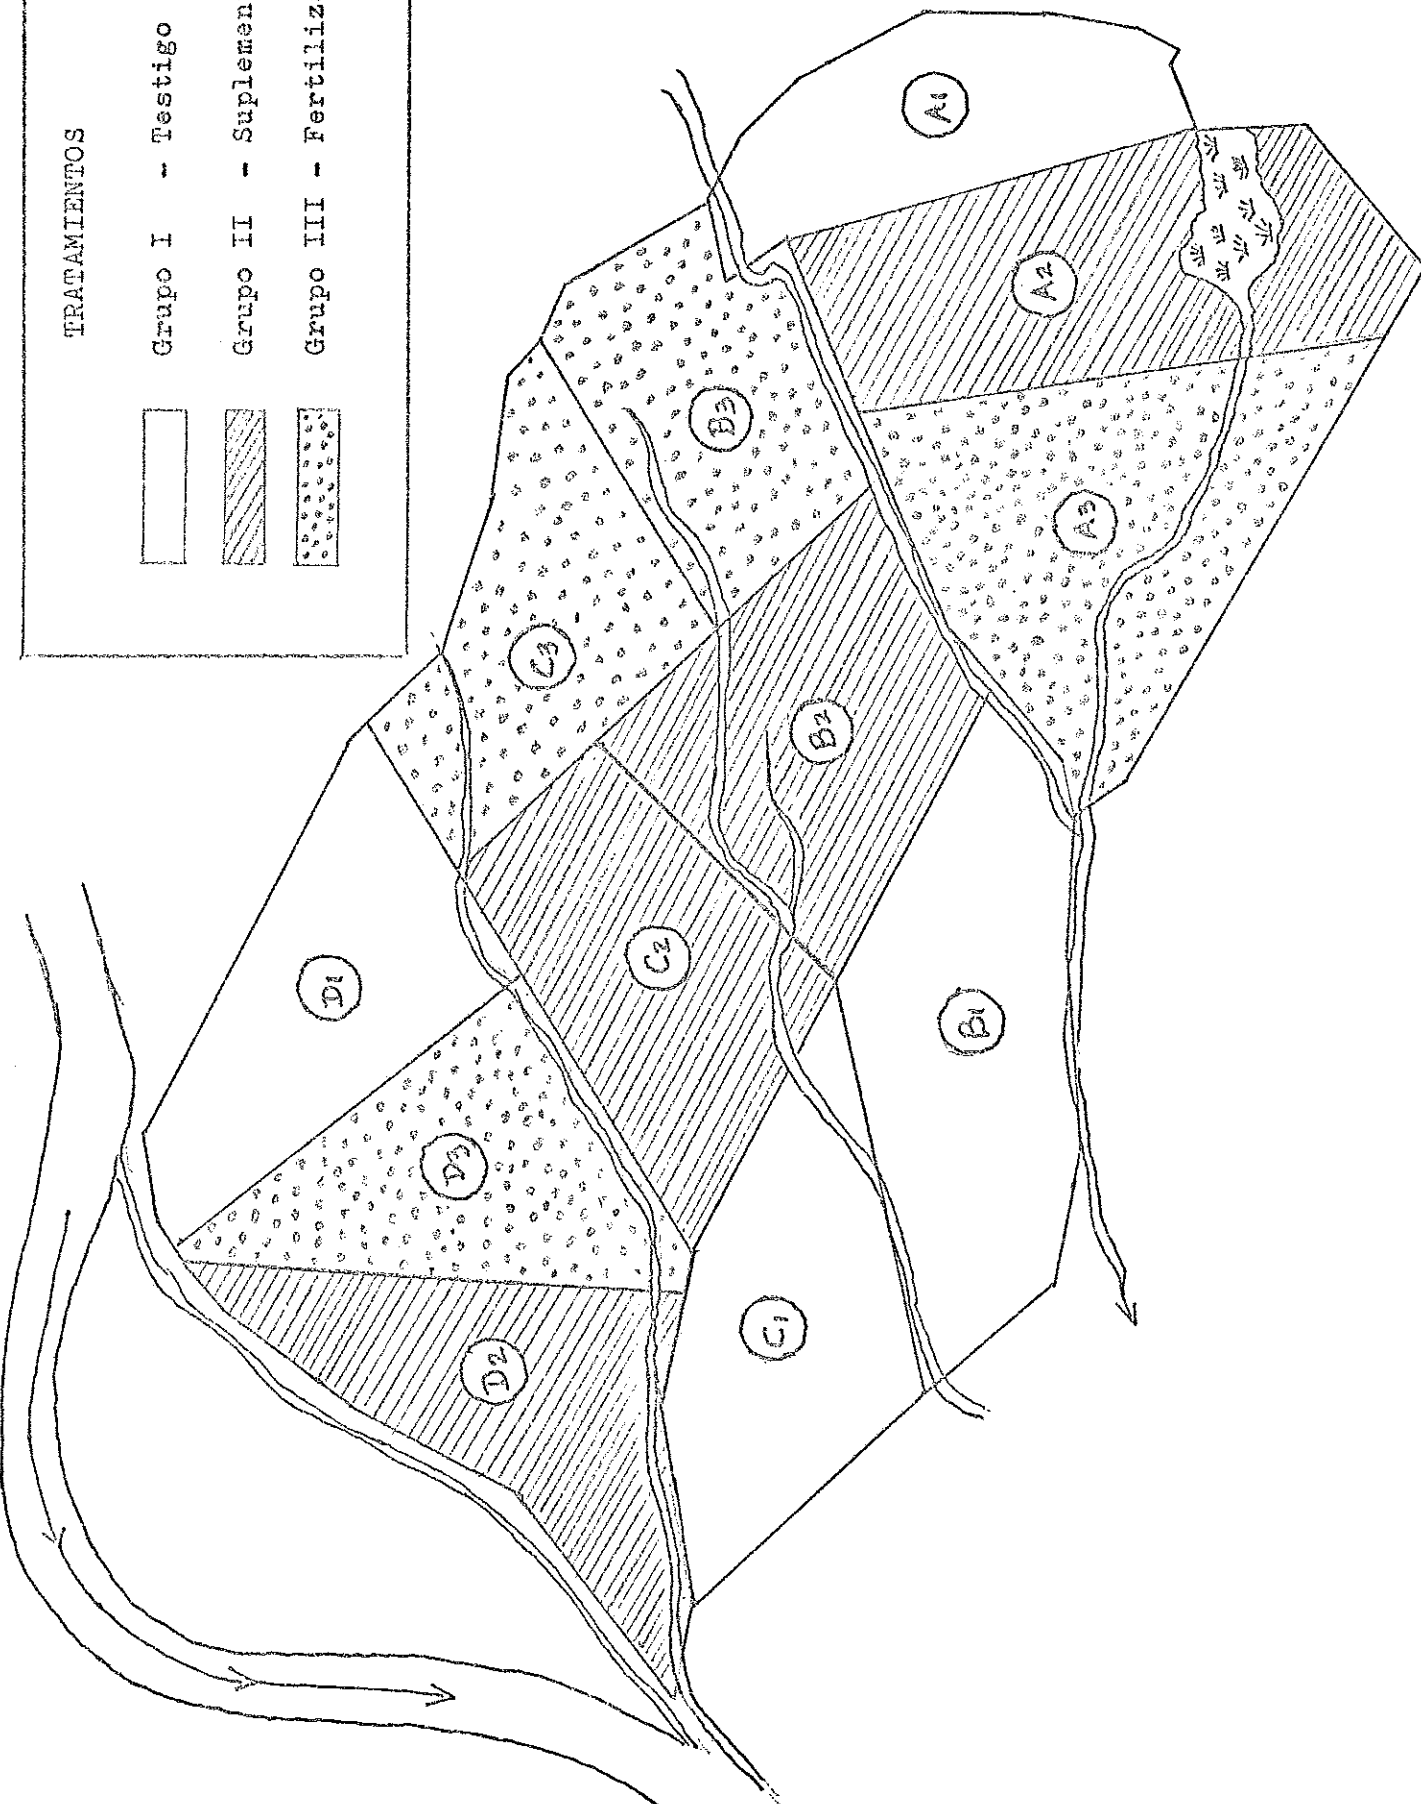 TRATAMIENTOS
Grupo I - Testigo
Grupo II - Suplemen
Grupo III - Fertiliz
A1
A2
A3
B3
B2
B1
C3
C2
C1
D1
D3
D2